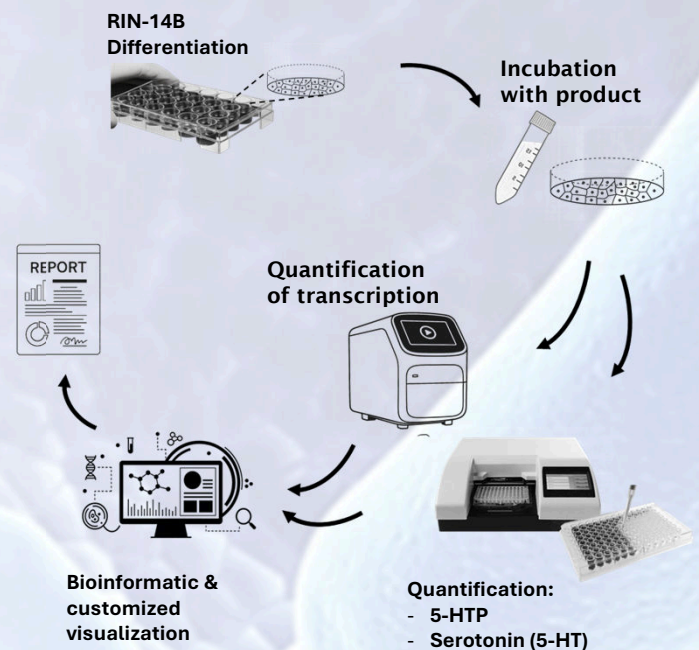 RIN-14B
Differentiation
Incubation
with product
REPORT
Quantification
of transcription
Bioinformatic &
customized
visualization
Quantification:
- 5-HTP
- Serotonin (5-HT)